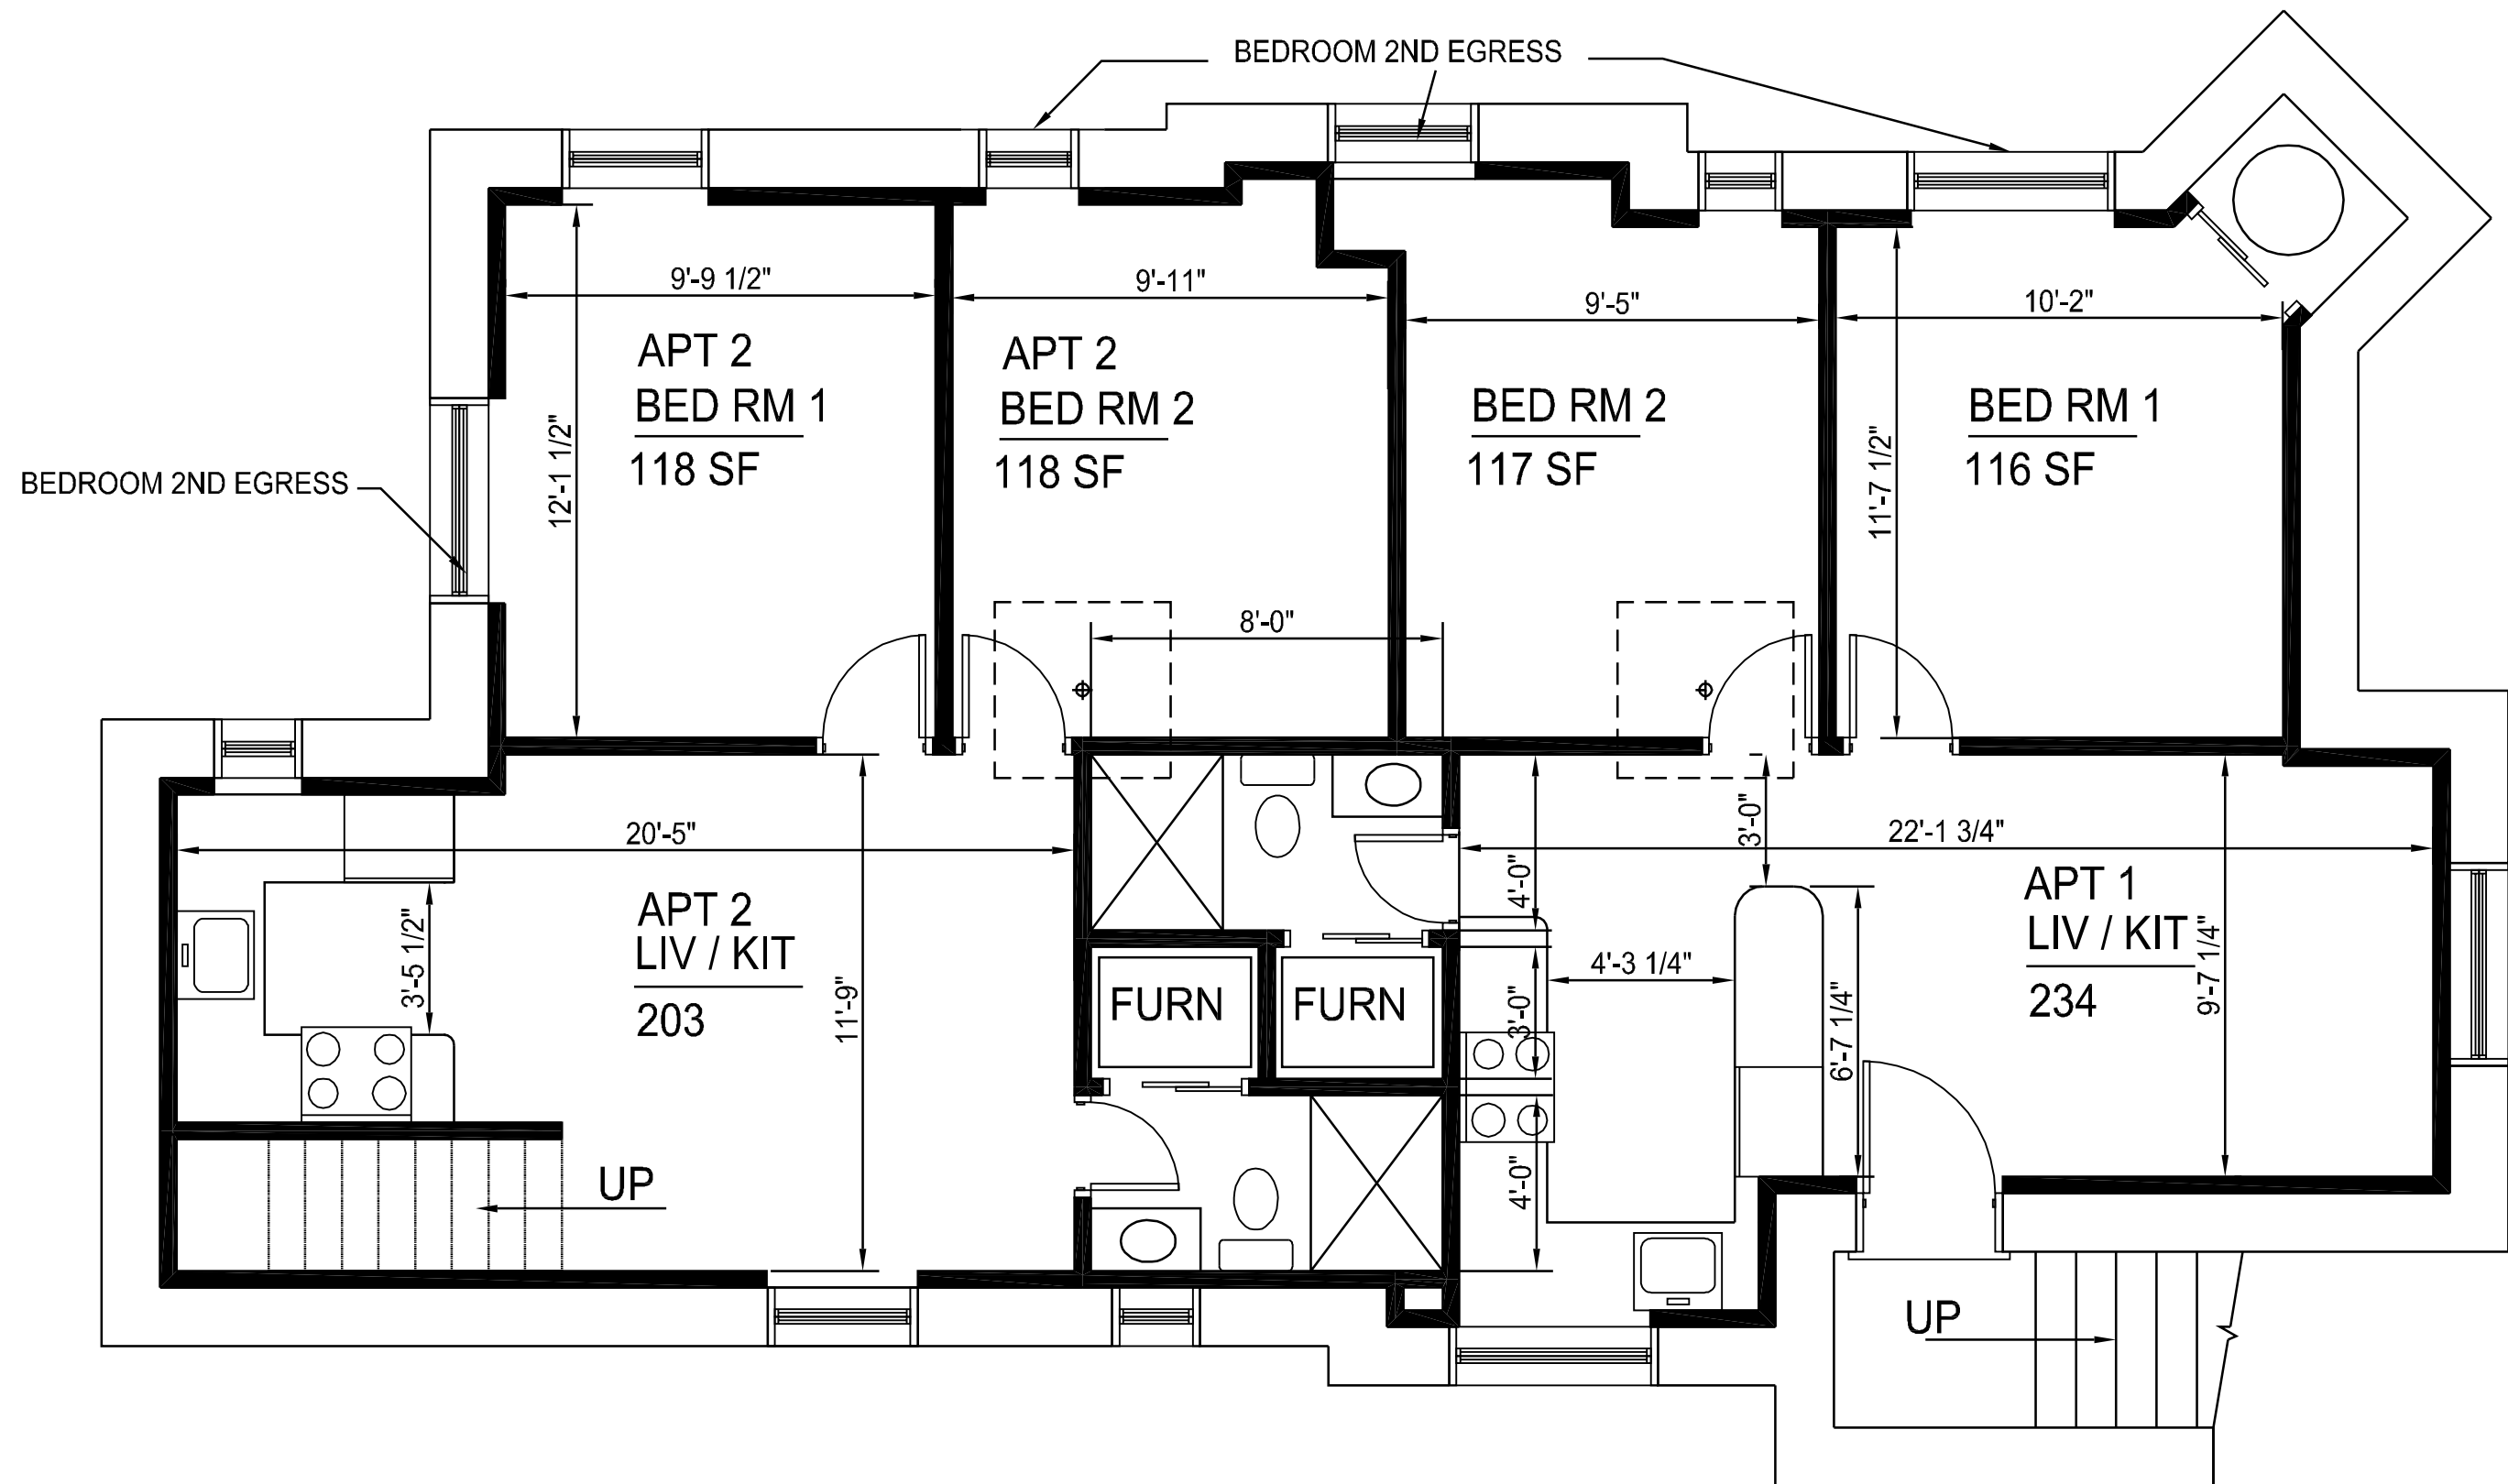 BEDROOM 2ND EGRESS
9'-9 1/2"
9'-11"
9'-5"
10'-2"
APT 2
BED RM 1
118 SF
APT 2
BED RM 2
118 SF
BED RM 2
117 SF
BED RM 1
116 SF
12'-1 1/2"
11'-7 1/2"
BEDROOM 2ND EGRESS
8'-0"
20'-5"
3'-0"
22'-1 3/4"
4'-0"
APT 2
LIV / KIT
203
3'-5 1/2"
11'-9"
FURN
FURN
3'-0"
4'-3 1/4"
6'-7 1/4"
APT 1
LIV / KIT
234
9'-7 1/4"
4'-0"
UP
UP